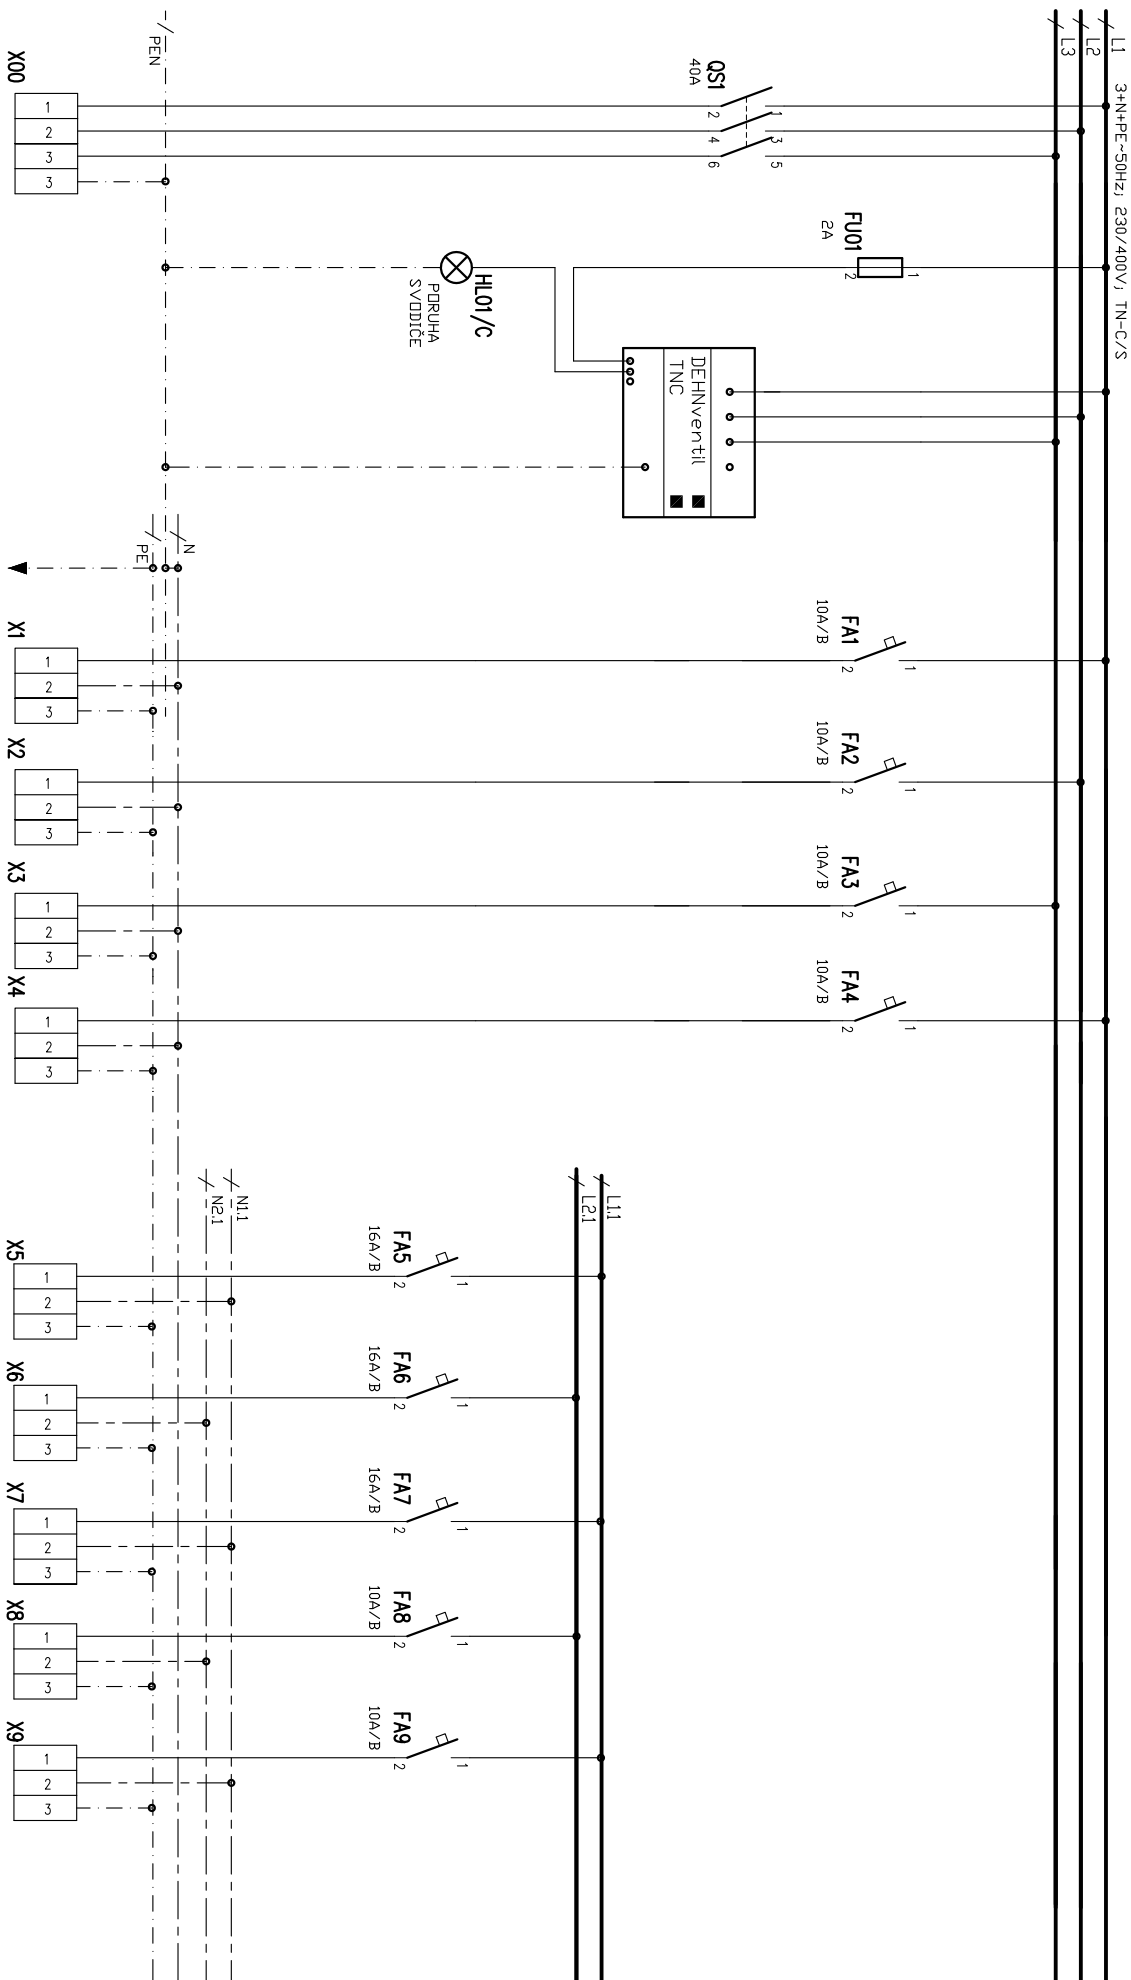 3+N+PE~50Hz; 230/400V; TN-C/S
L1
L2
L3
QS1
40A
1
2
3
4
5
6
FU01
2A
1
2
DEHNventil
TNC
HL01/C
PORUHA
SVODIČE
PEN
N
PE
X00
1
2
3
3
FA1
10A/B
1
2
X1
1
2
3
FA2
10A/B
1
2
X2
1
2
3
FA3
10A/B
1
2
X3
1
2
3
FA4
10A/B
1
2
X4
1
2
3
L1.1
L2.1
N1.1
N2.1
FA5
16A/B
1
2
X5
1
2
3
FA6
16A/B
1
2
X6
1
2
3
FA7
16A/B
1
2
X7
1
2
3
FA8
10A/B
1
2
X8
1
2
3
FA9
10A/B
1
2
X9
1
2
3